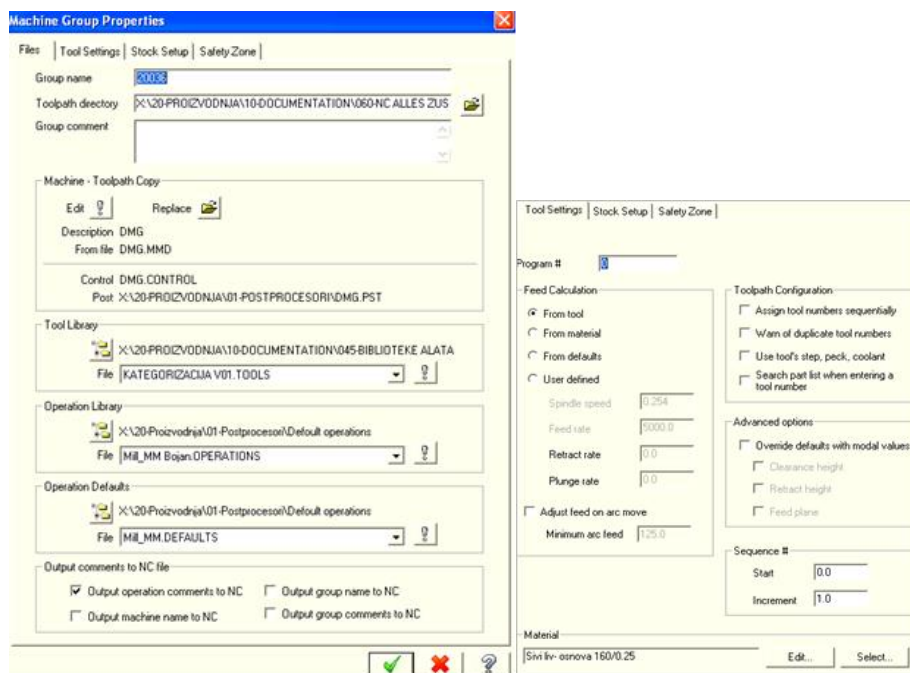 Machine Group Properties
Files Tool Settings Stock Setup Safety Zone
Group name 20036
Toolpath directory X:\20-PROIZVODNJA\10-DOCUMENTATION\060-NC ALLES ZUS
Group comment
Machine - Toolpath Copy
Edit Replace
Description DMG
From file DMG.MMD
Control DMG.CONTROL
Post X:\20-PROIZVODNJA\01-POSTPROCESORI\DMG.PST
Tool Library
X:\20-PROIZVODNJA\10-DOCUMENTATION\045-BIBLIOTEKE ALATA
File KATEGORIZACIJA V01.TOOLS
Operation Library
X:\20-Proizvodnja\01-Postprocesori\Defoult operations
File Mill_MM Bojan.OPERATIONS
Operation Defaults
X:\20-Proizvodnja\01-Postprocesori\Defoult operations
File Mill_MM.DEFAULTS
Output comments to NC file
Output operation comments to NC Output group name to NC
Output machine name to NC Output group comments to NC
Tool Settings Stock Setup Safety Zone
Program # 0
Feed Calculation
From tool
From material
From defaults
User defined
Spindle speed 0.254
Feed rate 5000.0
Retract rate 0.0
Plunge rate 0.0
Adjust feed on arc move
Minimum arc feed 125.0
Toolpath Configuration
Assign tool numbers sequentially
Warn of duplicate tool numbers
Use tool's step, peck, coolant
Search part list when entering a
tool number
Advanced options
Override defaults with modal values
Clearance height
Retract height
Feed plane
Sequence #
Start 0.0
Increment 1.0
Material
Sivi liv- osnova 160/0.25 Edit... Select...